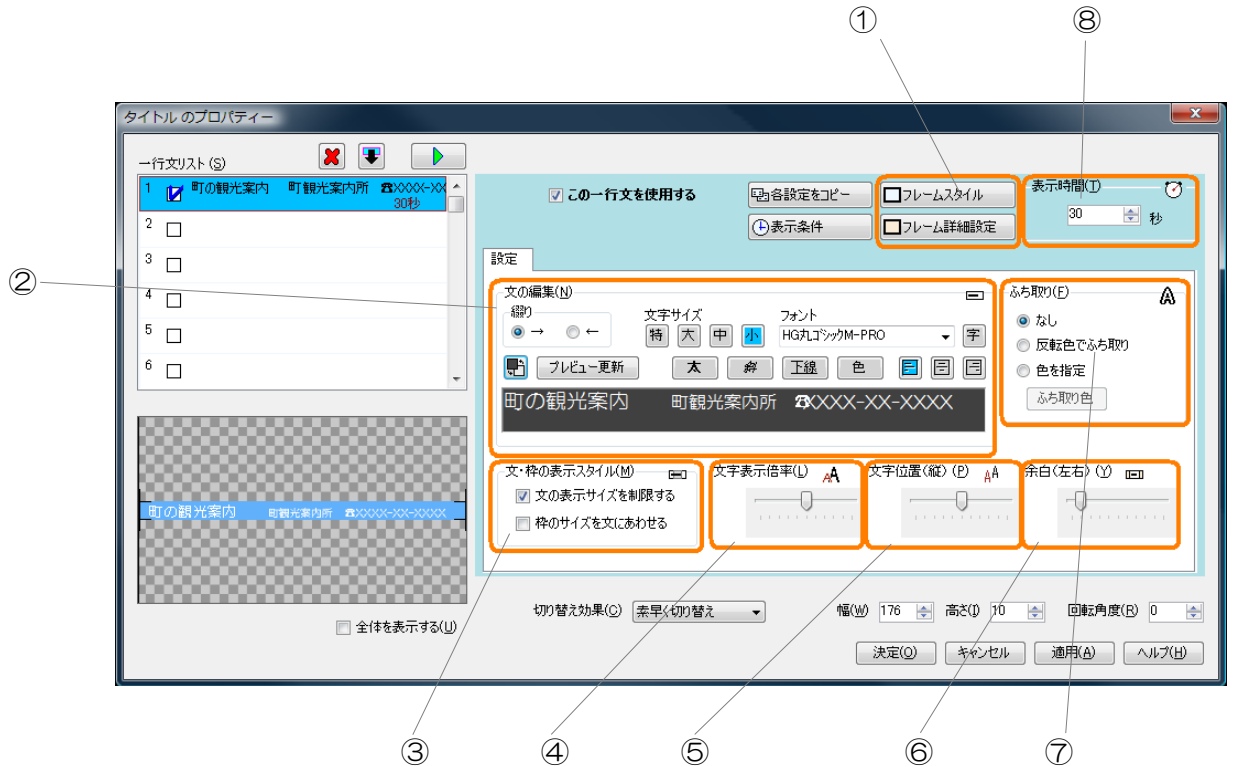 ① ⑧
タイトル のプロパティー
一行文リスト(S)
1 町の観光案内 町観光案内所 ☎XXXX-XX
30秒
2
3
4
5
6
この一行文を使用する
各設定をコピー
フレームスタイル
表示時間(T)
表示条件
フレーム詳細設定
30 秒
設定
②
文の編集(N)
綴り
→ ←
文字サイズ
特 大 中 小
フォント
HG丸ゴシックM-PRO 字
プレビュー更新
太 斜 下線 色
町の観光案内 町観光案内所 ☎XXXX-XX-XXXX
ふち取り(F)
なし
反転色でふち取り
色を指定
ふち取り色
文・枠の表示スタイル(M)
文の表示サイズを制限する
枠のサイズを文にあわせる
文字表示倍率(L)
文字位置(縦) (P)
余白(左右) (Y)
町の観光案内 町観光案内所 ☎XXXX-XX-XXXX
全体を表示する(U)
切り替え効果(C) 素早く切り替え
幅(W) 176 高さ(I) 10 回転角度(R) 0
決定(O) キャンセル 適用(A) ヘルプ(H)
③ ④ ⑤ ⑥ ⑦